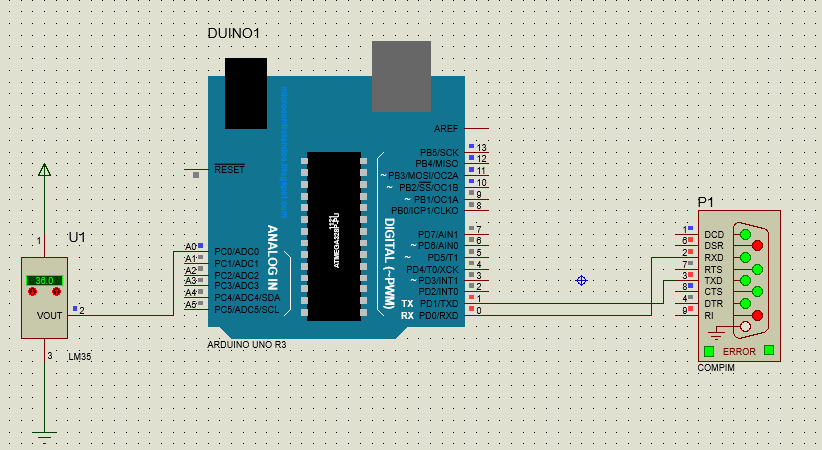 DUINO1
AREF
RESET
PB5/SCK 13
PB4/MISO 12
~ PB3/MOSI/OC2A 11
~ PB2/SS/OC1B 10
~ PB1/OC1A 9
PB0/ICP1/CLKO 8
PD7/AIN1 7
~ PD6/AIN0 6
~ PD5/T1 5
PD4/T0/XCK 4
~ PD3/INT1 3
PD2/INT0 2
TX PD1/TXD 1
RX PD0/RXD 0
A0 PC0/ADC0
A1 PC1/ADC1
A2 PC2/ADC2
A3 PC3/ADC3
A4 PC4/ADC4/SDA
A5 PC5/ADC5/SCL
ANALOG IN
DIGITAL (~PWM)
1121
ATMEGA328P-PU
ARDUINO UNO R3
U1
1
36.0
VOUT 2
3
LM35
P1
1 DCD
6 DSR
2 RXD
7 RTS
3 TXD
8 CTS
4 DTR
9 RI
ERROR
COMPIM